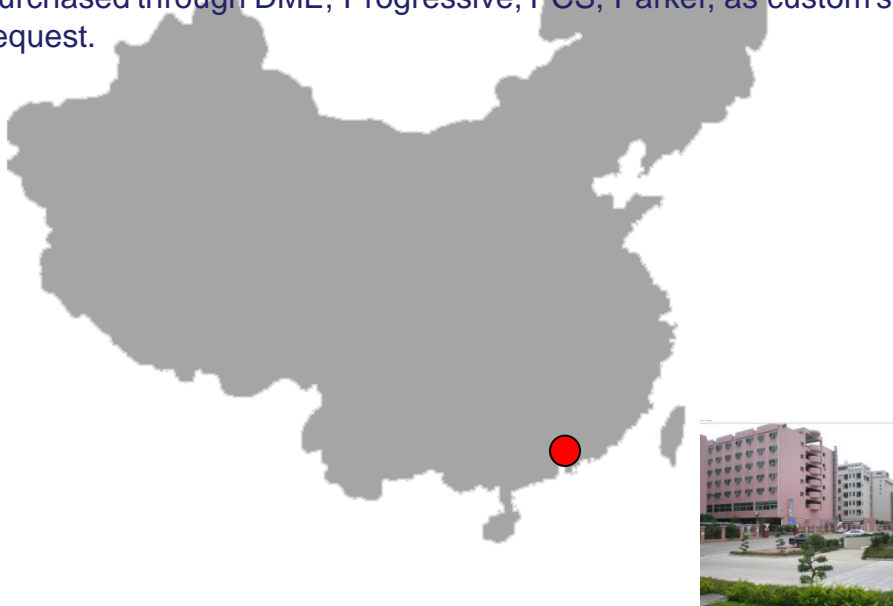 urchased through DME, Progressive, PCS, Parker, as custom's
equest.